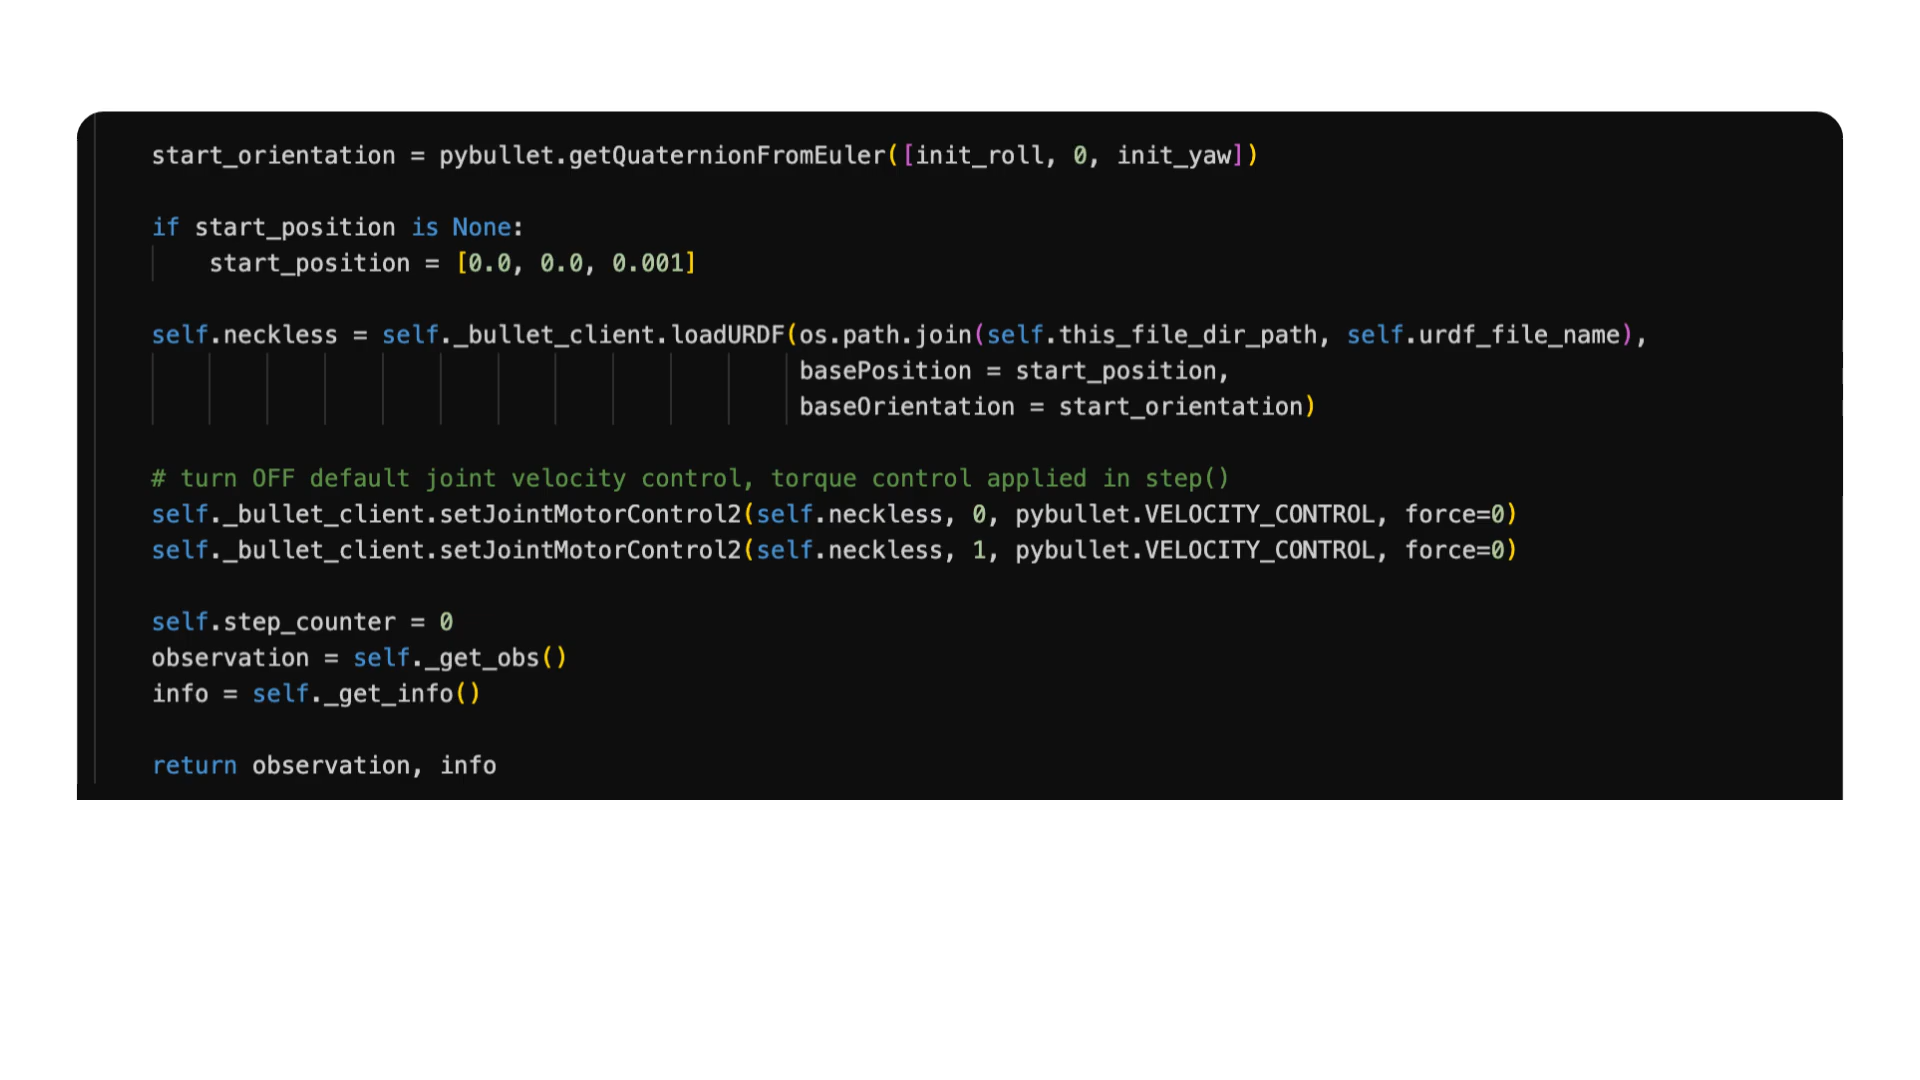 start_orientation = pybullet.getQuaternionFromEuler([init_roll, 0, init_yaw])
if start_position is None:
start_position = [0.0, 0.0, 0.001]
self.neckless = self._bullet_client.loadURDF(os.path.join(self.this_file_dir_path, self.urdf_file_name),
basePosition = start_position,
baseOrientation = start_orientation)
# turn OFF default joint velocity control, torque control applied in step()
self._bullet_client.setJointMotorControl2(self.neckless, 0, pybullet.VELOCITY_CONTROL, force=0)
self._bullet_client.setJointMotorControl2(self.neckless, 1, pybullet.VELOCITY_CONTROL, force=0)
self.step_counter = 0
observation = self._get_obs()
info = self._get_info()
return observation, info